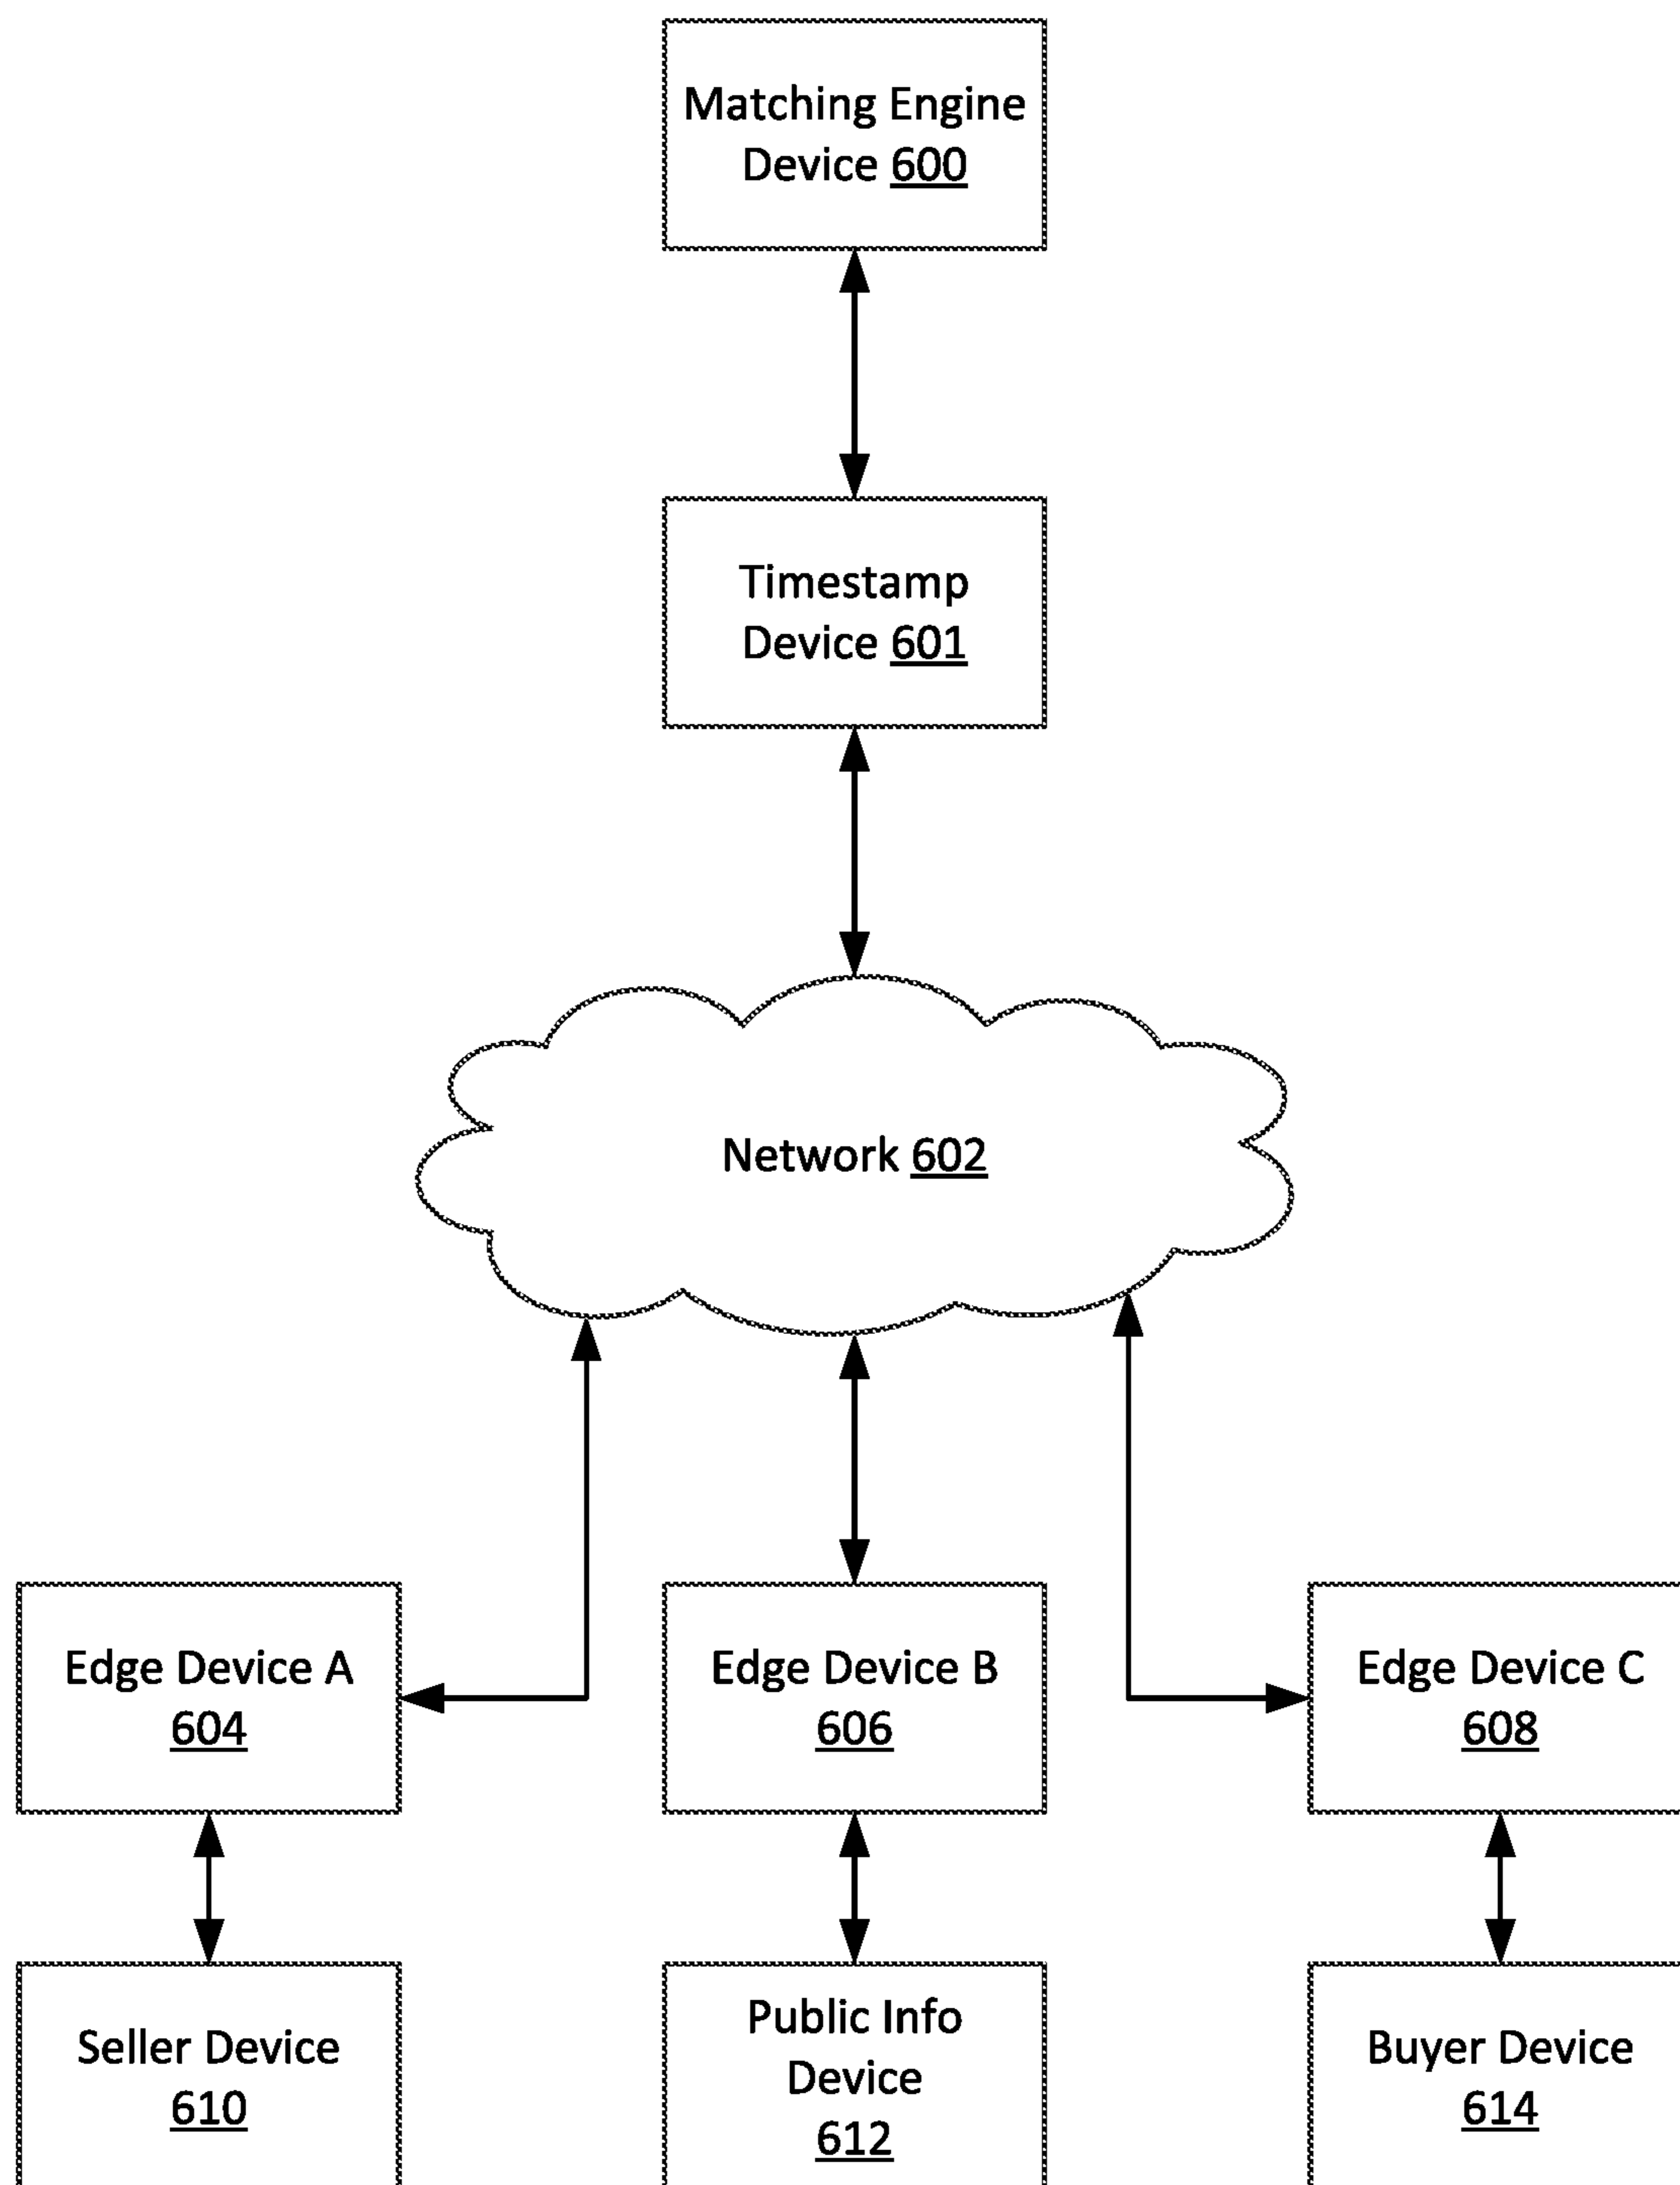 Matching Engine
Device 600
Timestamp
Device 601
Network 602
Edge Device A
604
Edge Device B
606
Edge Device C
608
Seller Device
610
Public Info
Device
612
Buyer Device
614